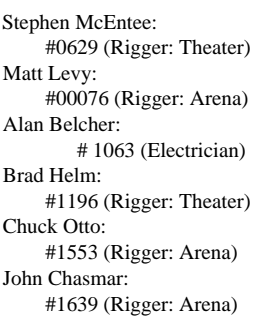 Stephen McEntee:
#0629 (Rigger: Theater)
Matt Levy:
#00076 (Rigger: Arena)
Alan Belcher:
# 1063 (Electrician)
Brad Helm:
#1196 (Rigger: Theater)
Chuck Otto:
#1553 (Rigger: Arena)
John Chasmar:
#1639 (Rigger: Arena)